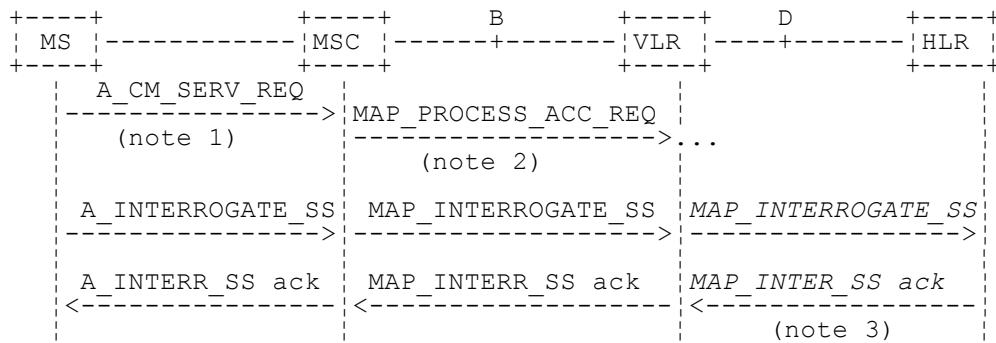 B D
MS MSC VLR HLR
A_CM_SERV_REQ
MAP_PROCESS_ACC_REQ
(note 1) ...
(note 2)
A_INTERROGATE_SS MAP_INTERROGATE_SS MAP_INTERROGATE_SS
A_INTERR_SS ack MAP_INTERR_SS ack MAP_INTER_SS ack
(note 3)